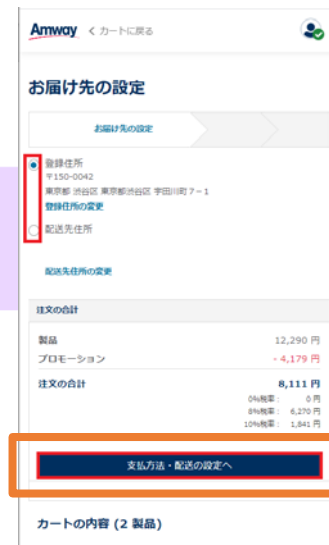 Amway < カートに戻る
お届け先の設定
お届け先の設定
登録住所
〒150-0042
東京都 渋谷区 東京都渋谷区 宇田川町 7 - 1
登録住所の変更
配送先住所
配送先住所の変更
注文の合計
製品 12,290 円
プロモーション - 4,179 円
注文の合計 8,111 円
0%税率 : 0 円
8%税率 : 6,270 円
10%税率 : 1,841 円
支払方法・配送の設定へ
カートの内容 (2 製品)